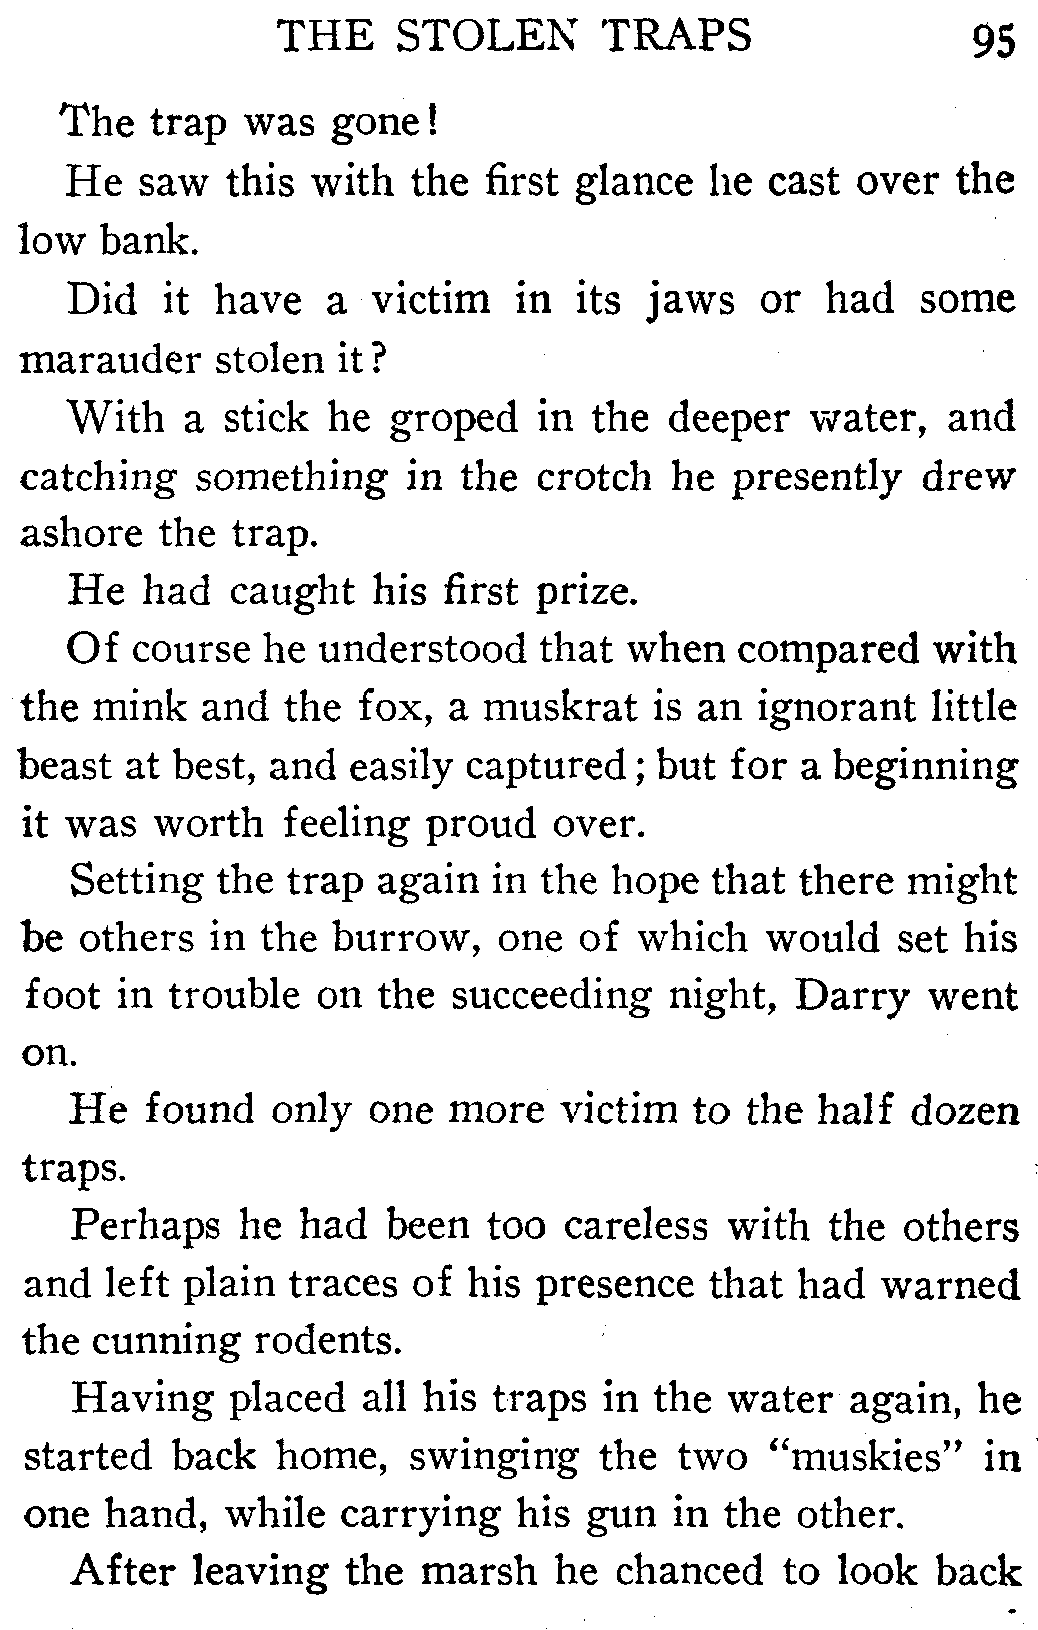 THE STOLEN TRAPS 95
The trap was gone!
He saw this with the first glance he cast over the
low bank.
Did it have a victim in its jaws or had some
marauder stolen it?
With a stick he groped in the deeper water, and
catching something in the crotch he presently drew
ashore the trap.
He had caught his first prize.
Of course he understood that when compared with
the mink and the fox, a muskrat is an ignorant little
beast at best, and easily captured; but for a beginning
it was worth feeling proud over.
Setting the trap again in the hope that there might
be others in the burrow, one of which would set his
foot in trouble on the succeeding night, Darry went
on.
He found only one more victim to the half dozen
traps.
Perhaps he had been too careless with the others
and left plain traces of his presence that had warned
the cunning rodents.
Having placed all his traps in the water again, he
started back home, swinging the two "muskies" in
one hand, while carrying his gun in the other.
After leaving the marsh he chanced to look back